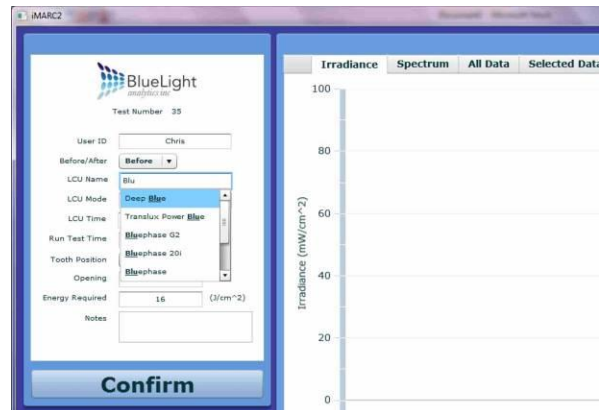 iMARC2
BlueLight
analytics inc
Test Number 35
User ID Chris
Before/After Before
LCU Name Blu
LCU Mode Deep Blue
LCU Time Translux Power Blue
Run Test Time Bluephase G2
Tooth Position Bluephase 20i
Opening Bluephase
Energy Required 16 (J/cm^2)
Notes
Confirm
Irradiance Spectrum All Data Selected Data
Irradiance (mW/cm^2)
100
80
60
40
20
0